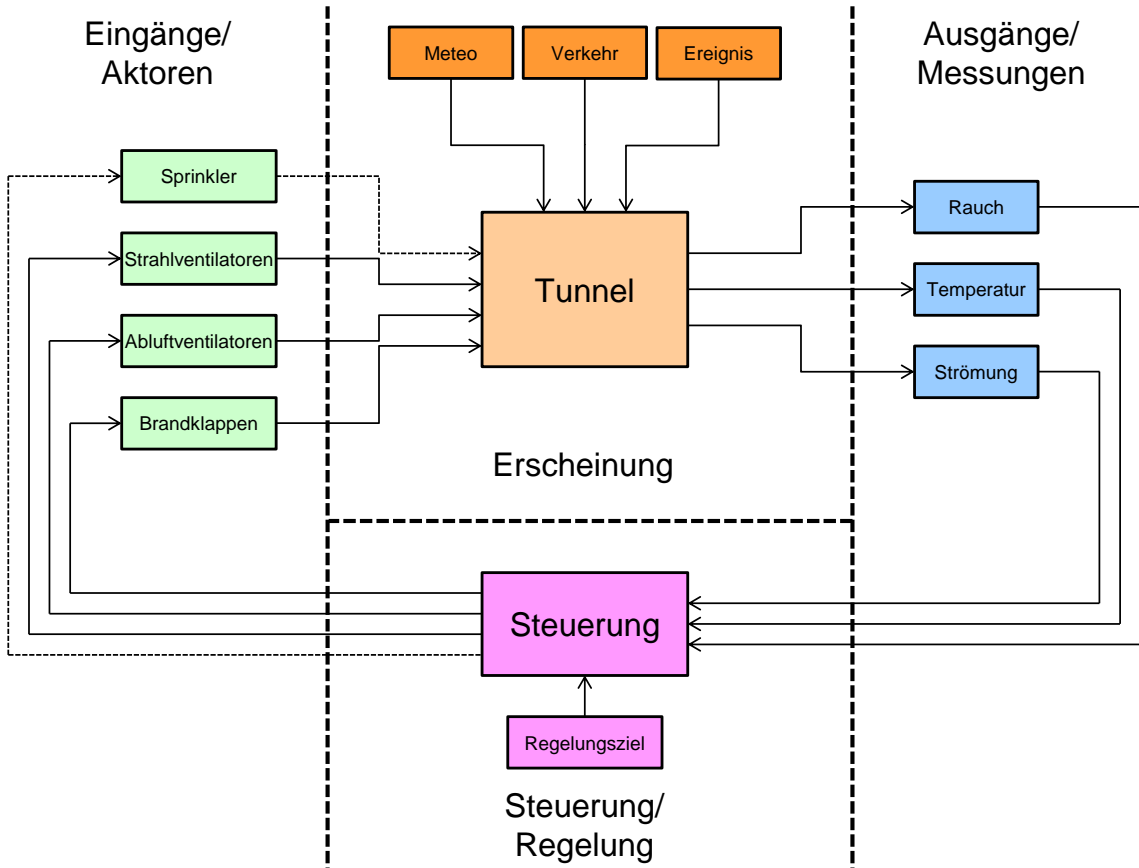 Eingänge/
Aktoren
Meteo
Verkehr
Ereignis
Ausgänge/
Messungen
Sprinkler
Strahlventilatoren
Abluftventilatoren
Brandklappen
Tunnel
Rauch
Temperatur
Strömung
Erscheinung
Steuerung
Regelungsziel
Steuerung/
Regelung